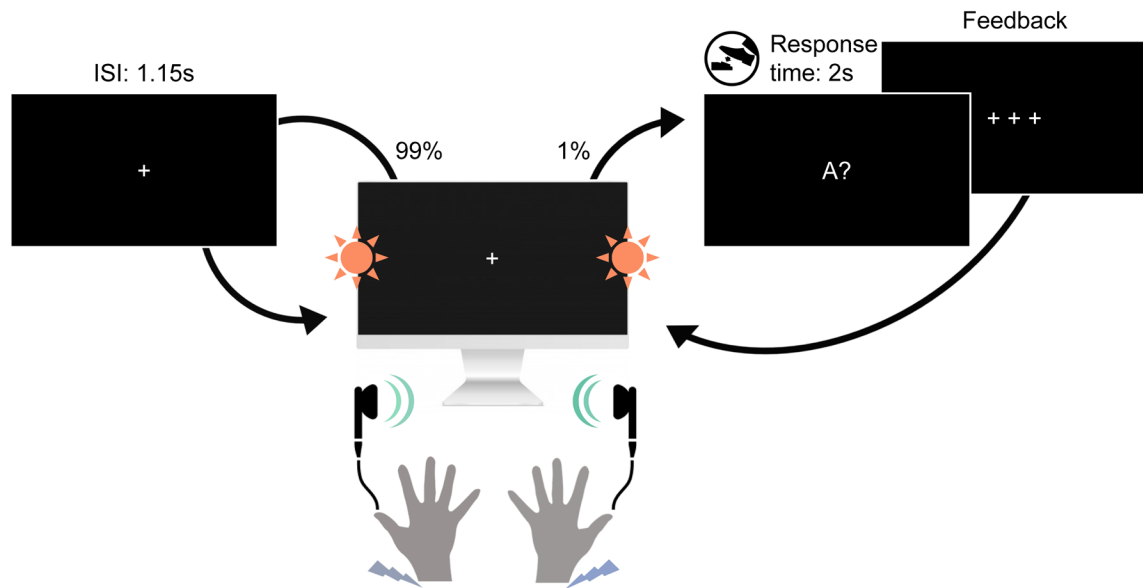 ISI: 1.15s
+
99%
1%
+
Response
time: 2s
A?
Feedback
+ + +